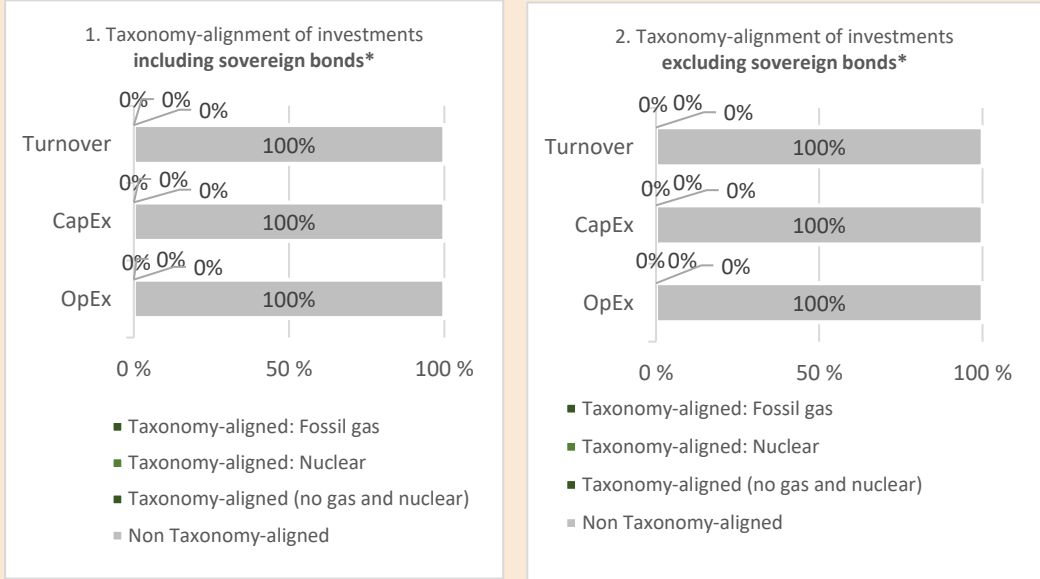 1. Taxonomy-alignment of investments
including sovereign bonds*
0% 0% 0%
Turnover 100%
0% 0% 0%
CapEx 100%
0% 0% 0%
OpEx 100%
0 % 50 % 100 %
Taxonomy-aligned: Fossil gas
Taxonomy-aligned: Nuclear
Taxonomy-aligned (no gas and nuclear)
Non Taxonomy-aligned
2. Taxonomy-alignment of investments
excluding sovereign bonds*
0% 0% 0%
Turnover 100%
0% 0% 0%
CapEx 100%
0% 0% 0%
OpEx 100%
0 % 50 % 100 %
Taxonomy-aligned: Fossil gas
Taxonomy-aligned: Nuclear
Taxonomy-aligned (no gas and nuclear)
Non Taxonomy-aligned